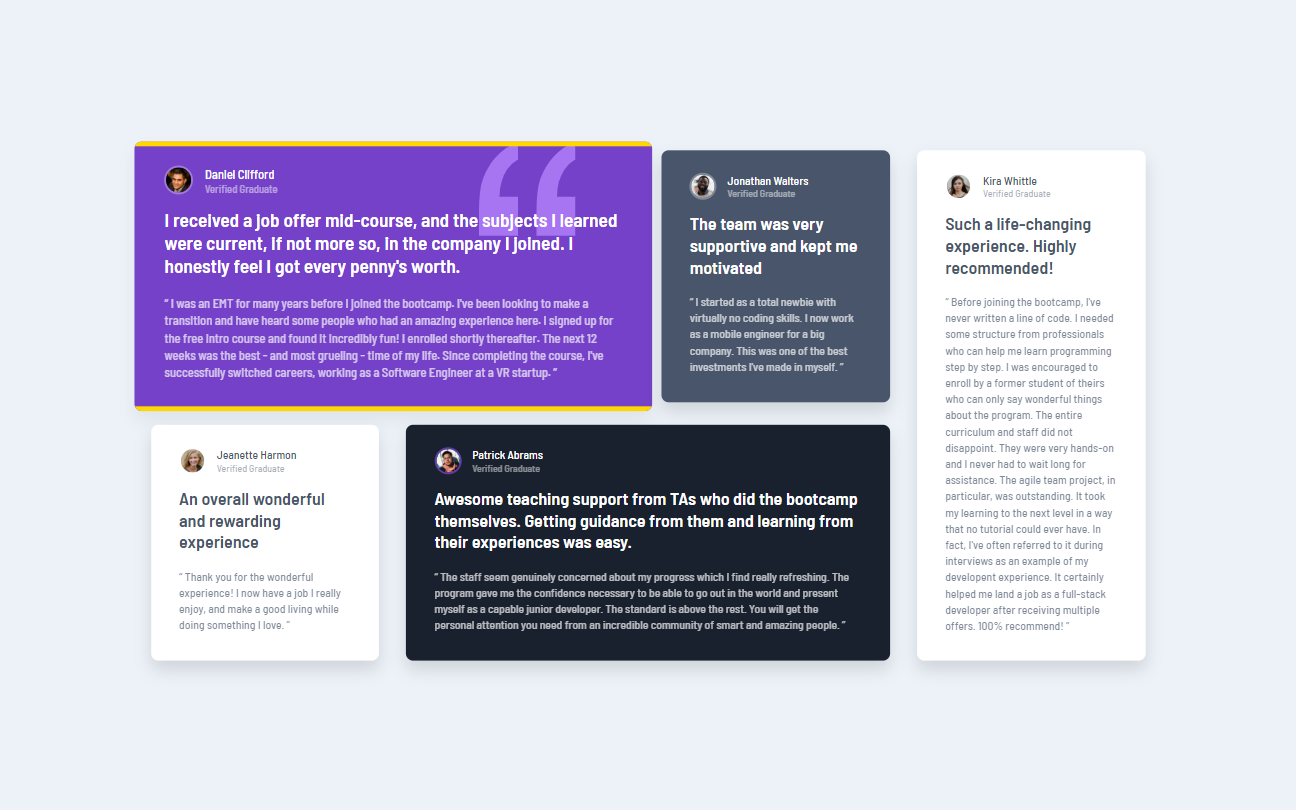 Daniel Clifford
Verified Graduate
I received a job offer mid-course, and the subjects I learned
were current, if not more so, in the company I joined. I
honestly feel I got every penny's worth.
“ I was an EMT for many years before I joined the bootcamp. I've been looking to make a
transition and have heard some people who had an amazing experience here. I signed up for
the free intro course and found it incredibly fun! I enrolled shortly thereafter. The next 12
weeks was the best - and most grueling - time of my life. Since completing the course, I've
successfully switched careers, working as a Software Engineer at a VR startup. ”
Jonathan Walters
Verified Graduate
The team was very
supportive and kept me
motivated
“ I started as a total newbie with
virtually no coding skills. I now work
as a mobile engineer for a big
company. This was one of the best
investments I've made in myself. ”
Kira Whittle
Verified Graduate
Such a life-changing
experience. Highly
recommended!
“ Before joining the bootcamp, I've
never written a line of code. I needed
some structure from professionals
who can help me learn programming
step by step. I was encouraged to
enroll by a former student of theirs
who can only say wonderful things
about the program. The entire
curriculum and staff did not
disappoint. They were very hands-on
and I never had to wait long for
assistance. The agile team project, in
particular, was outstanding. It took
my learning to the next level in a way
that no tutorial could ever have. In
fact, I've often referred to it during
interviews as an example of my
developent experience. It certainly
helped me land a job as a full-stack
developer after receiving multiple
offers. 100% recommend! ”
Jeanette Harmon
Verified Graduate
An overall wonderful
and rewarding
experience
“ Thank you for the wonderful
experience! I now have a job I really
enjoy, and make a good living while
doing something I love. ”
Patrick Abrams
Verified Graduate
Awesome teaching support from TAs who did the bootcamp
themselves. Getting guidance from them and learning from
their experiences was easy.
“ The staff seem genuinely concerned about my progress which I find really refreshing. The
program gave me the confidence necessary to be able to go out in the world and present
myself as a capable junior developer. The standard is above the rest. You will get the
personal attention you need from an incredible community of smart and amazing people. ”